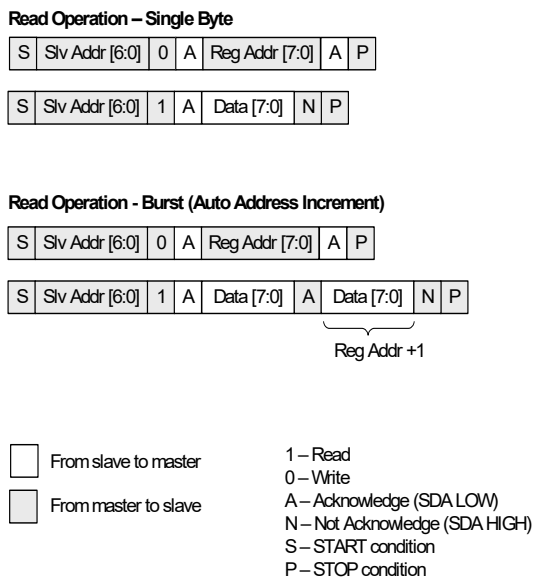 Read Operation – Single Byte
S Slv Addr [6:0] 0 A Reg Addr [7:0] A P
S Slv Addr [6:0] 1 A Data [7:0] N P
Read Operation - Burst (Auto Address Increment)
S Slv Addr [6:0] 0 A Reg Addr [7:0] A P
S Slv Addr [6:0] 1 A Data [7:0] A Data [7:0] N P
Reg Addr +1
From slave to master
From master to slave
1 – Read
0 – Write
A – Acknowledge (SDA LOW)
N – Not Acknowledge (SDA HIGH)
S – START condition
P – STOP condition